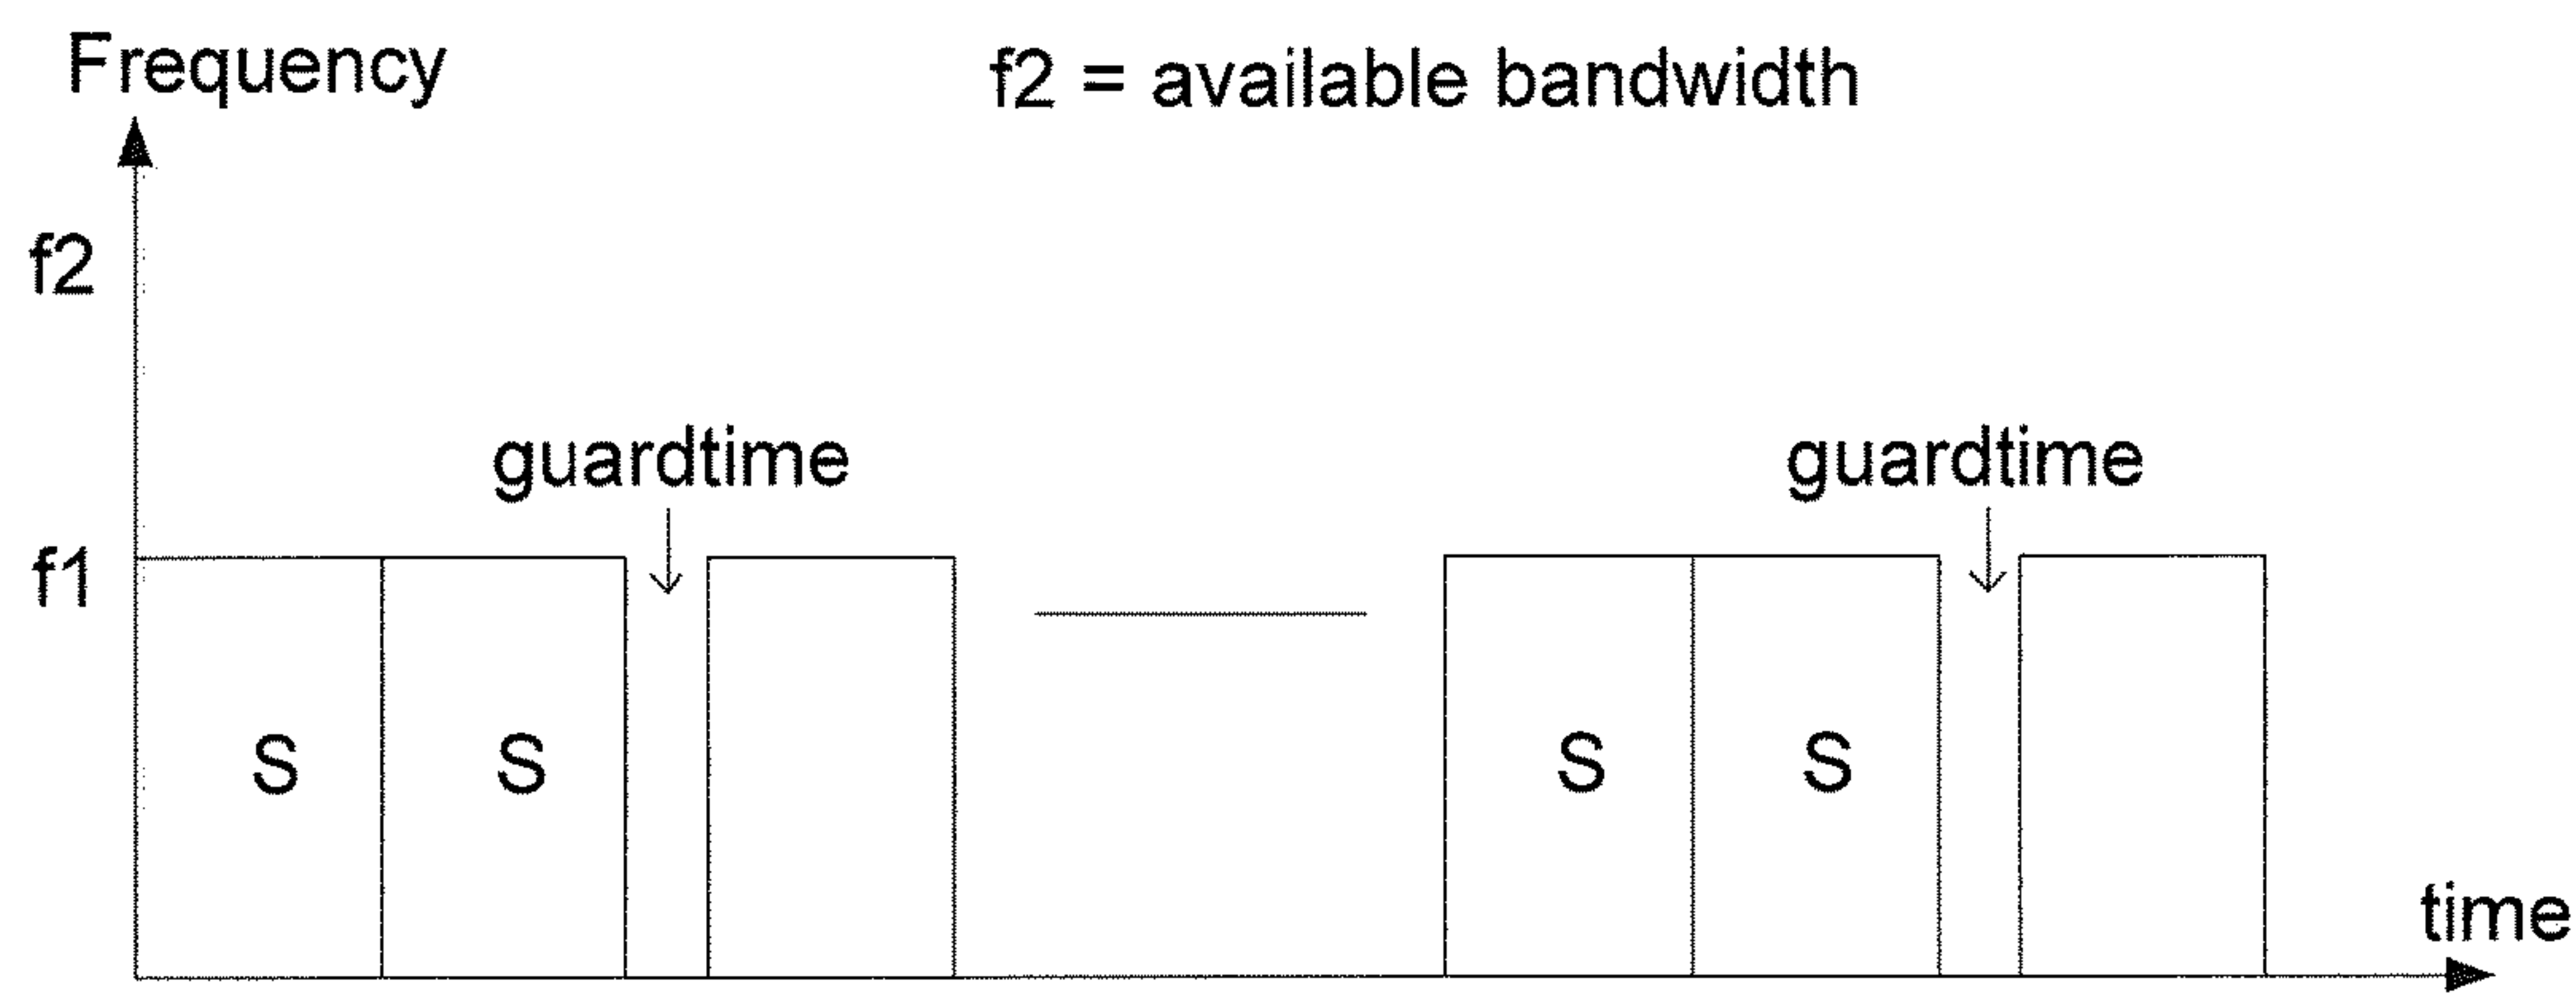 Frequency
f2 = available bandwidth
f2
guardtime
guardtime
f1
S
S
S
S
time